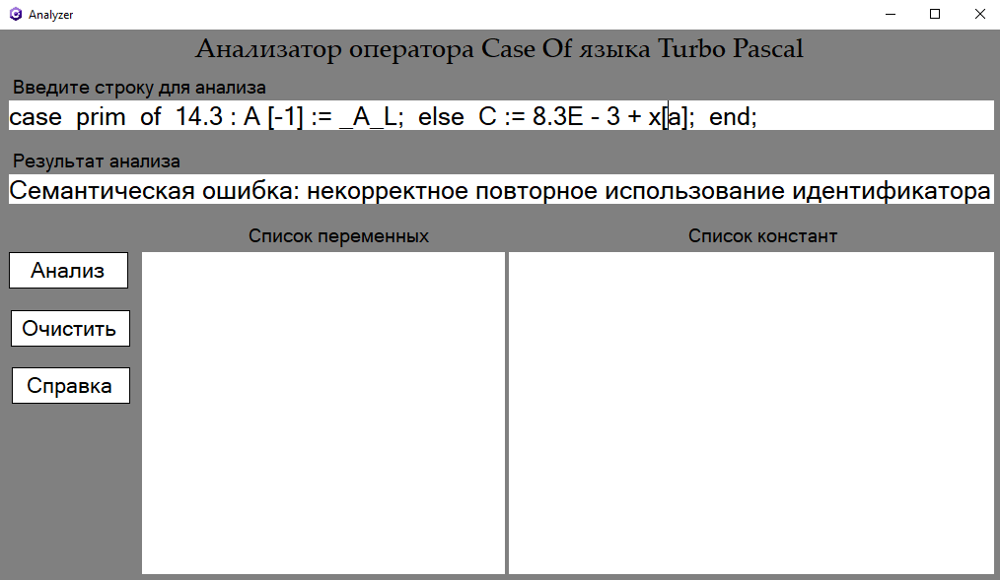 Analyzer
Анализатор оператора Case Of языка Turbo Pascal
Введите строку для анализа
case prim of 14.3 : A [-1] := _A_L; else C := 8.3E - 3 + x[a]; end;
Результат анализа
Семантическая ошибка: некорректное повторное использование идентификатора
Список переменных
Список констант
Анализ
Очистить
Справка